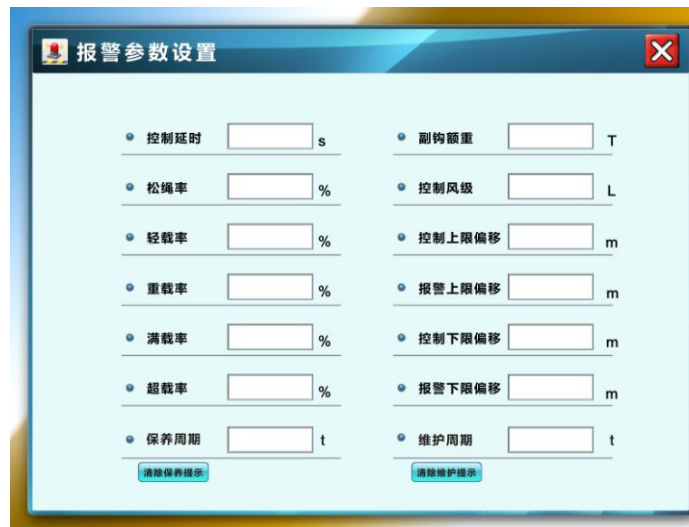 报警参数设置
控制延时 s
副钩额重 T
松绳率 %
控制风级 L
轻载率 %
控制上限偏移 m
重载率 %
报警上限偏移 m
满载率 %
控制下限偏移 m
超载率 %
报警下限偏移 m
保养周期 t
维护周期 t
清除保养提示
清除维护提示